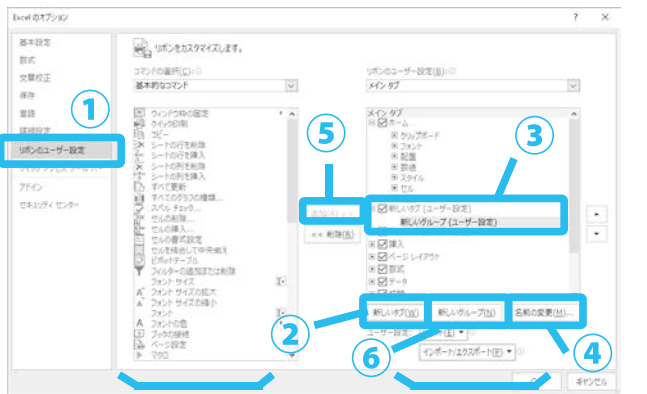 Excel のオプション
?
×
基本設定
数式
文章校正
保存
言語
①
リボンのユーザー設定
アドイン
セキュリティ センター
リボンをカスタマイズします。
コマンドの選択(C):
基本的なコマンド
ウィンドウ枠の固定
クイック印刷
コピー
シートの行を削除
シートの行を挿入
シートの列を削除
シートの列を挿入
すべて更新
すべてのグラフの種類...
スペル チェック...
セルの削除...
セルの挿入...
セルの書式設定
セルを結合して中央揃え
ピボットテーブル
フィルターの追加または削除
フォント サイズ
フォント サイズの拡大
フォント サイズの縮小
フォント
フォントの色
ブックの接続
ページ設定
マクロ
⑤
追加(A) >>
<< 削除(R)
リボンのユーザー設定(B):
メイン タブ
メイン タブ
ホーム
クリップボード
フォント
配置
数値
スタイル
セル
③
新しいタブ (ユーザー設定)
新しいグループ (ユーザー設定)
挿入
ページ レイアウト
数式
データ
新しいタブ(W)
新しいグループ(N)
名前の変更(M)...
②
⑥
④
ユーザー設定:
(E)
インポート/エクスポート(P)
キャンセル